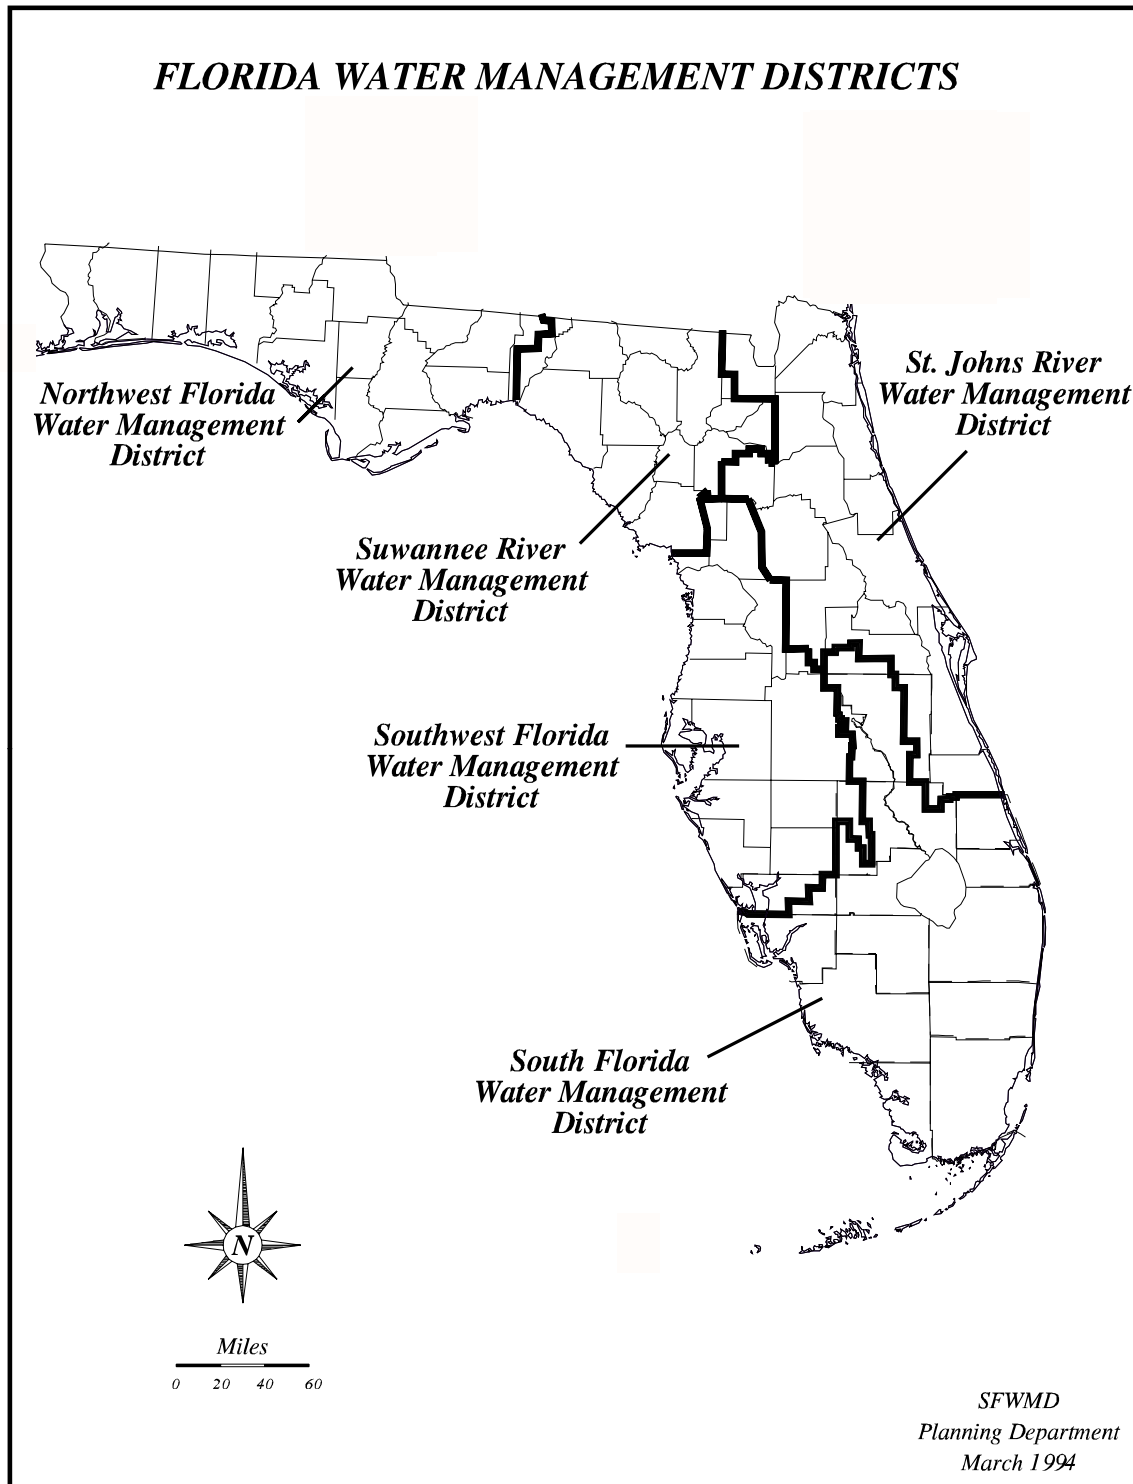 FLORIDA WATER MANAGEMENT DISTRICTS
St. Johns River
Water Management
District
Northwest Florida
Water Management
District
Suwannee River
Water Management
District
Southwest Florida
Water Management
District
South Florida
Water Management
District
N
Miles
0 20 40 60
SFWMD
Planning Department
March 1994